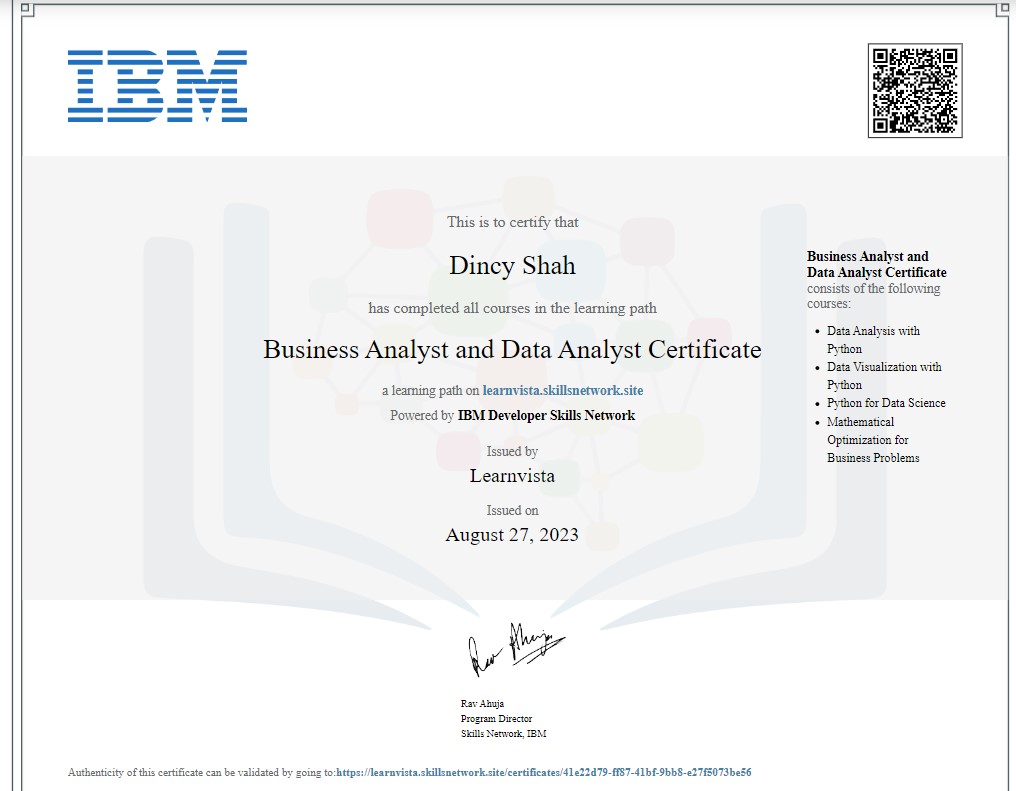 IBM
This is to certify that
Dincy Shah
has completed all courses in the learning path
Business Analyst and Data Analyst Certificate
a learning path on learnvista.skillsnetwork.site
Powered by IBM Developer Skills Network
Issued by
Learnvista
Issued on
August 27, 2023
Business Analyst and
Data Analyst Certificate
consists of the following
courses:
• Data Analysis with
Python
• Data Visualization with
Python
• Python for Data Science
• Mathematical
Optimization for
Business Problems
Rav Ahuja
Rav Ahuja
Program Director
Skills Network, IBM
Authenticity of this certificate can be validated by going to:https://learnvista.skillsnetwork.site/certificates/41e22d79-ff87-41bf-9bb8-e27f5073be56